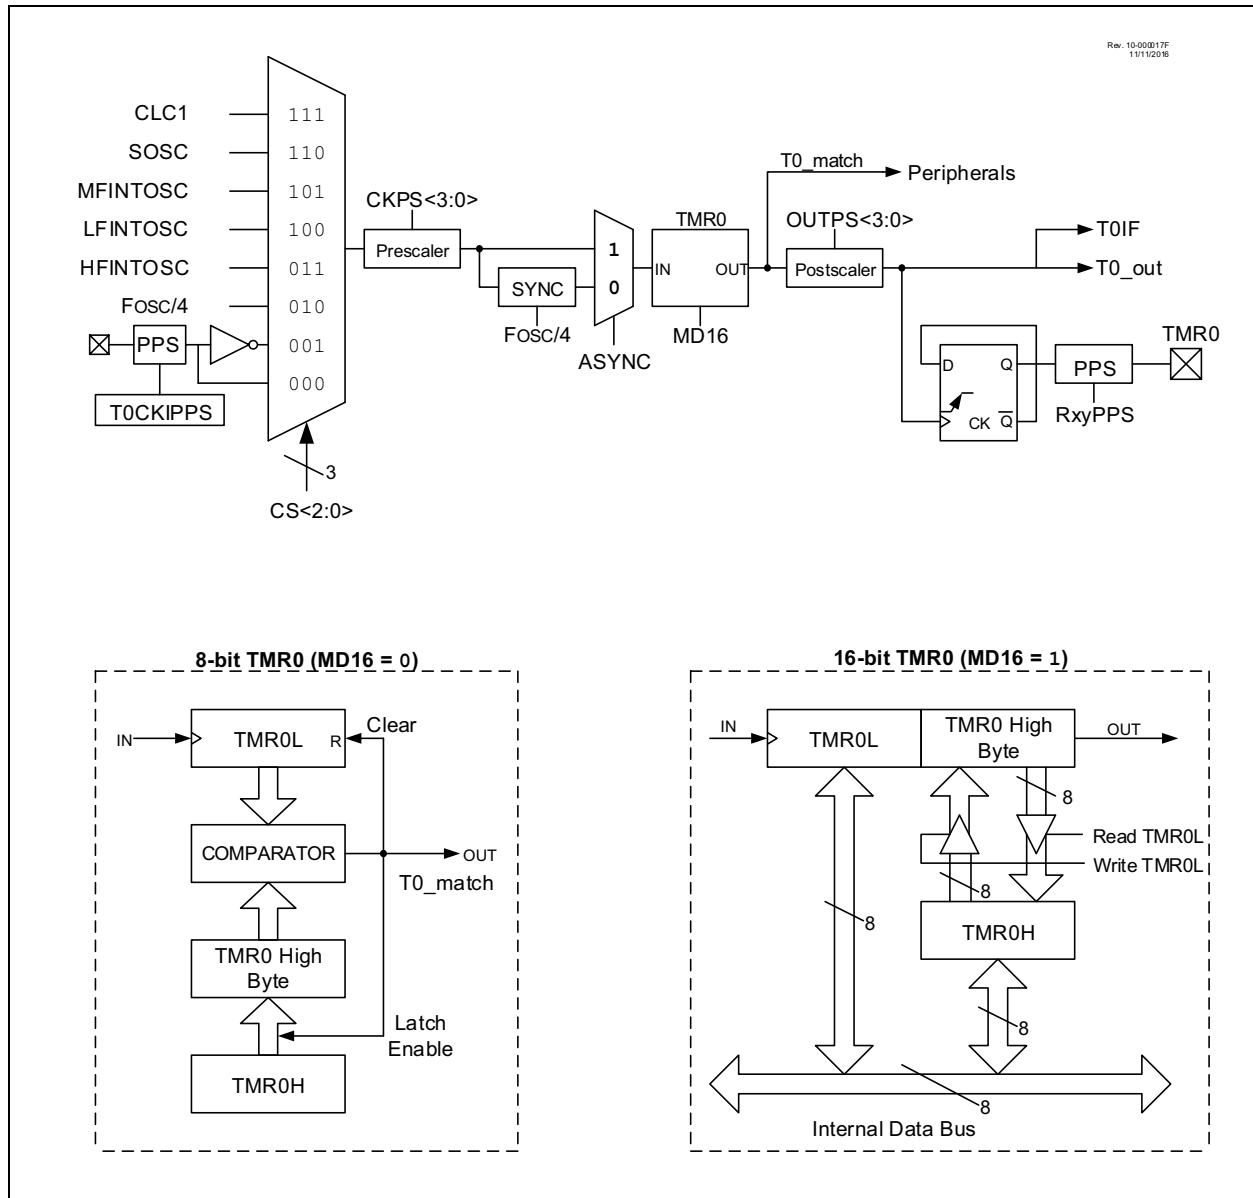 Rev. 10-000017F
11/11/2016
CLC1
111
SOSC
110
MFINTOSC
101
LFINTOSC
100
HFINTOSC
011
FOSC/4
010
PPS
001
000
T0CKIPPS
3
CS<2:0>
CKPS<3:0>
Prescaler
SYNC
FOSC/4
1
0
ASYNC
TMR0
IN
OUT
MD16
T0_match
Peripherals
OUTPS<3:0>
Postscaler
T0IF
T0_out
D
Q
CK
Q
PPS
RxyPPS
TMR0
8-bit TMR0 (MD16 = 0)
IN
TMR0L
R
Clear
COMPARATOR
OUT
T0_match
TMR0 High
Byte
Latch
Enable
TMR0H
16-bit TMR0 (MD16 = 1)
IN
TMR0L
TMR0 High
Byte
OUT
8
Read TMR0L
Write TMR0L
8
8
TMR0H
8
8
Internal Data Bus